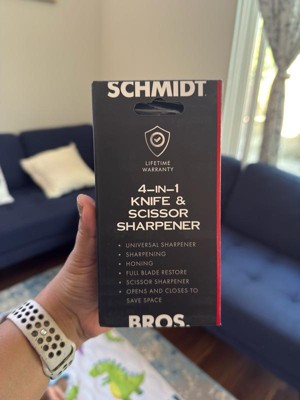 SCHMIDT
LIFETIME
WARRANTY
4-IN-1
KNIFE &
SCISSOR
SHARPENER
• UNIVERSAL SHARPENER
• SHARPENING
• HONING
• FULL BLADE RESTORE
• SCISSOR SHARPENER
• OPENS AND CLOSES TO
SAVE SPACE
BROS.